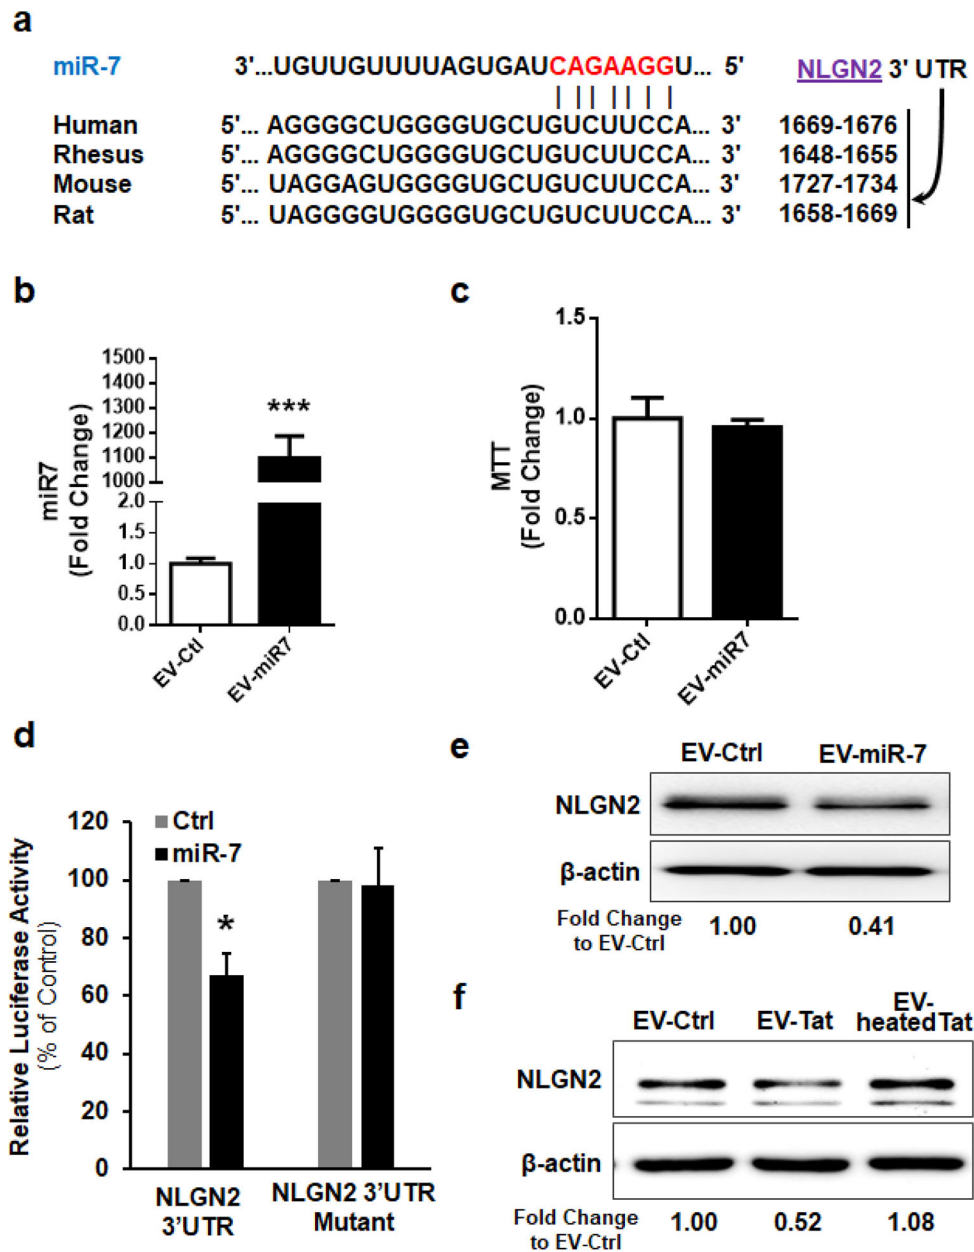 a
miR-7 3'...UGUUGUUUUAGUGAUCAGAAGGU... 5' NLGN2 3' UTR
Human 5'... AGGGGCUGGGGUGCUGUCUUCCA... 3' 1669-1676
Rhesus 5'... AGGGGCUGGGGUGCUGUCUUCCA... 3' 1648-1655
Mouse 5'... UAGGAGUGGGGUGCUGUCUUCCA... 3' 1727-1734
Rat 5'... UAGGGGUGGGGUGCUGUCUUCCA... 3' 1658-1669
b
miR7
(Fold Change)
1500
1400
1300
1200
1100
1000
2.0
1.5
1.0
0.5
0.0
***
EV-Ctl
EV-miR7
c
MTT
(Fold Change)
1.5
1.0
0.5
0.0
EV-Ctl
EV-miR7
d
Relative Luciferase Activity
(% of Control)
120
100
80
60
40
20
0
Ctrl
miR-7
*
NLGN2
3'UTR
NLGN2 3'UTR
Mutant
e
EV-Ctrl EV-miR-7
NLGN2
β-actin
Fold Change
to EV-Ctrl
1.00 0.41
f
EV-Ctrl EV-Tat EV-
heated Tat
NLGN2
β-actin
Fold Change
to EV-Ctrl
1.00 0.52 1.08